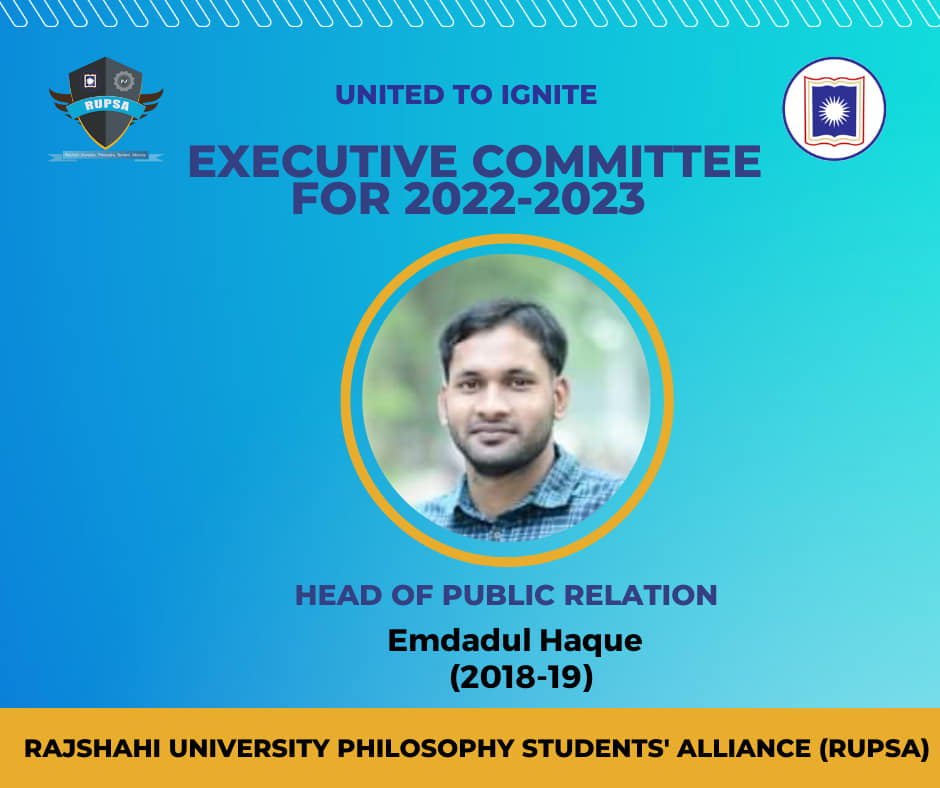 UNITED TO IGNITE
RUPSA
EXECUTIVE COMMITTEE
FOR 2022-2023
HEAD OF PUBLIC RELATION
Emdadul Haque
(2018-19)
RAJSHAHI UNIVERSITY PHILOSOPHY STUDENTS' ALLIANCE (RUPSA)